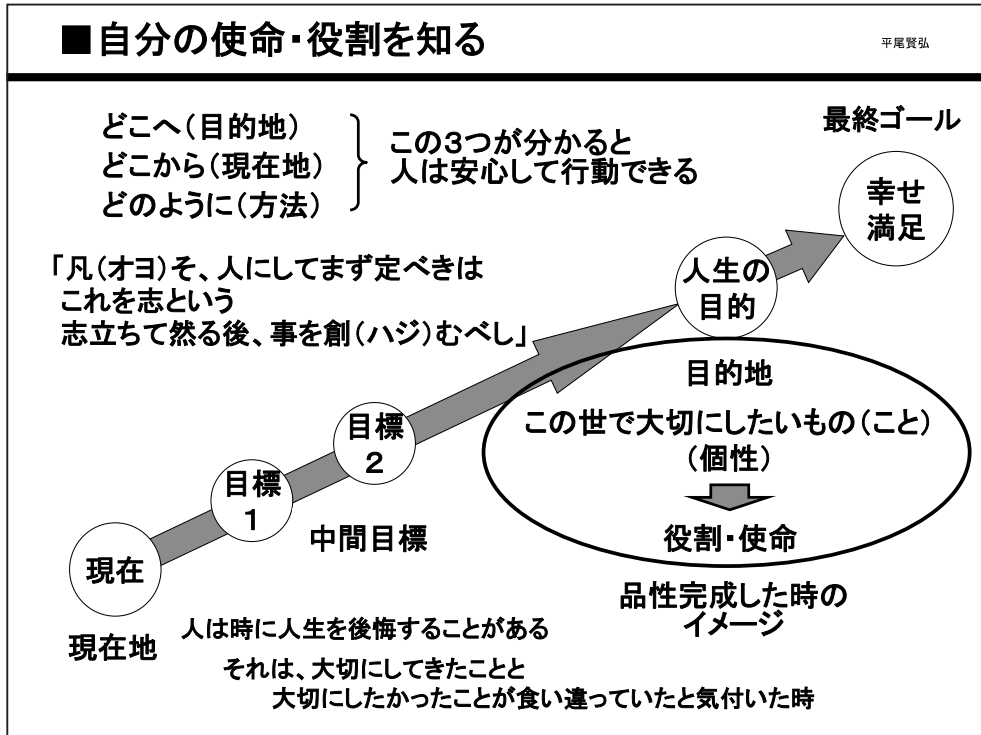 ■自分の使命・役割を知る
平尾賢弘
どこへ(目的地)
どこから(現在地)
どのように(方法)
この3つが分かると
人は安心して行動できる
最終ゴール
幸せ
満足
「凡(オヨ)そ、人にしてまず定べきは
これを志という
志立ちて然る後、事を創(ハジ)むべし」
人生の
目的
目的地
この世で大切にしたいもの(こと)
(個性)
役割・使命
品性完成した時の
イメージ
目標
2
目標
1
中間目標
現在
現在地
人は時に人生を後悔することがある
それは、大切にしてきたことと
大切にしたかったことが食い違っていたと気付いた時